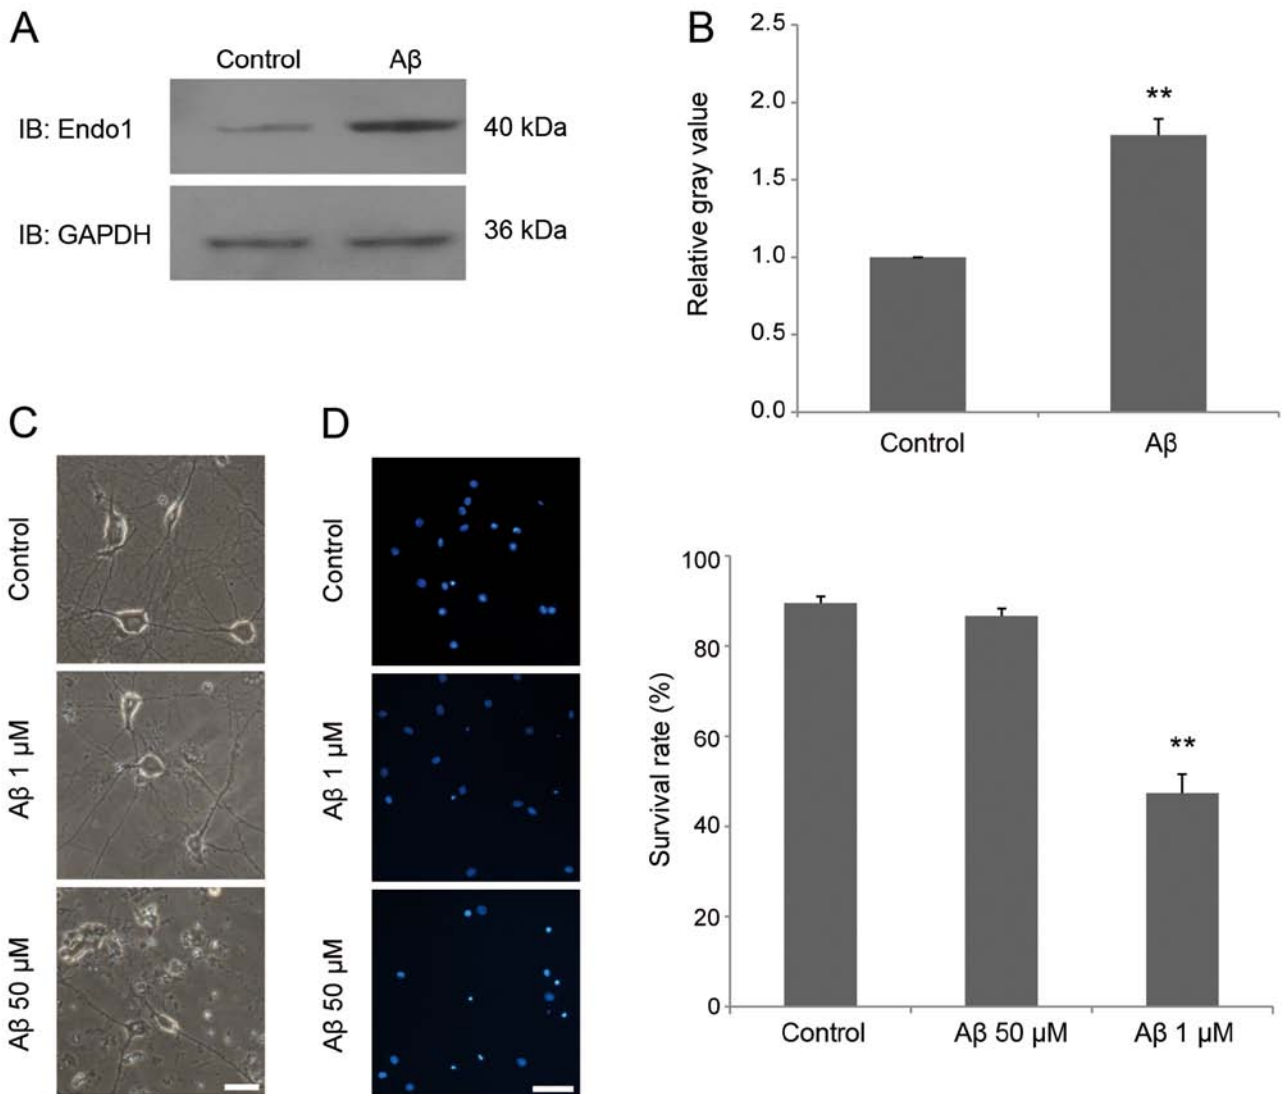 A
Control
Aβ
IB: Endo1
40 kDa
IB: GAPDH
36 kDa
B
Relative gray value
2.5
2.0
1.5
1.0
0.5
0.0
**
Control
Aβ
C
Control
Aβ 1 µM
Aβ 50 µM
D
Control
Aβ 1 µM
Aβ 50 µM
Survival rate (%)
100
80
60
40
20
0
**
Control
Aβ 50 µM
Aβ 1 µM